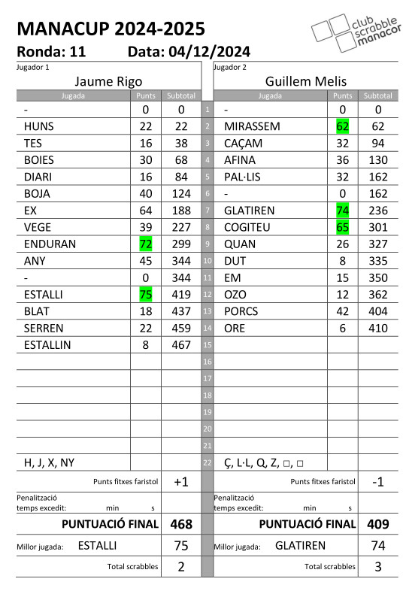 MANACUP 2024-2025
club scrabble manacor
Ronda: 11 Data: 04/12/2024
Jugador 1 Jugador 2
Jaume Rigo Guillem Melis
Jugada Punts Subtotal Jugada Punts Subtotal
- 0 0 1 - 0 0
HUNS 22 22 2 MIRASSEM 62 62
TES 16 38 3 CAÇAM 32 94
BOIES 30 68 4 AFINA 36 130
DIARI 16 84 5 PAL·LIS 32 162
BOJA 40 124 6 - 0 162
EX 64 188 7 GLATIREN 74 236
VEGE 39 227 8 COGITEU 65 301
ENDURAN 72 299 9 QUAN 26 327
ANY 45 344 10 DUT 8 335
- 0 344 11 EM 15 350
ESTALLI 75 419 12 OZO 12 362
BLAT 18 437 13 PORCS 42 404
SERREN 22 459 14 ORE 6 410
ESTALLIN 8 467 15
16
17
18
19
20
21
H, J, X, NY 22 Ç, L·L, Q, Z, □, □
Punts fitxes faristol +1 Punts fitxes faristol -1
Penalització Penalització
temps excedit: min s temps excedit: min s
PUNTUACIÓ FINAL 468 PUNTUACIÓ FINAL 409
Millor jugada: ESTALLI 75 Millor jugada: GLATIREN 74
Total scrabbles 2 Total scrabbles 3